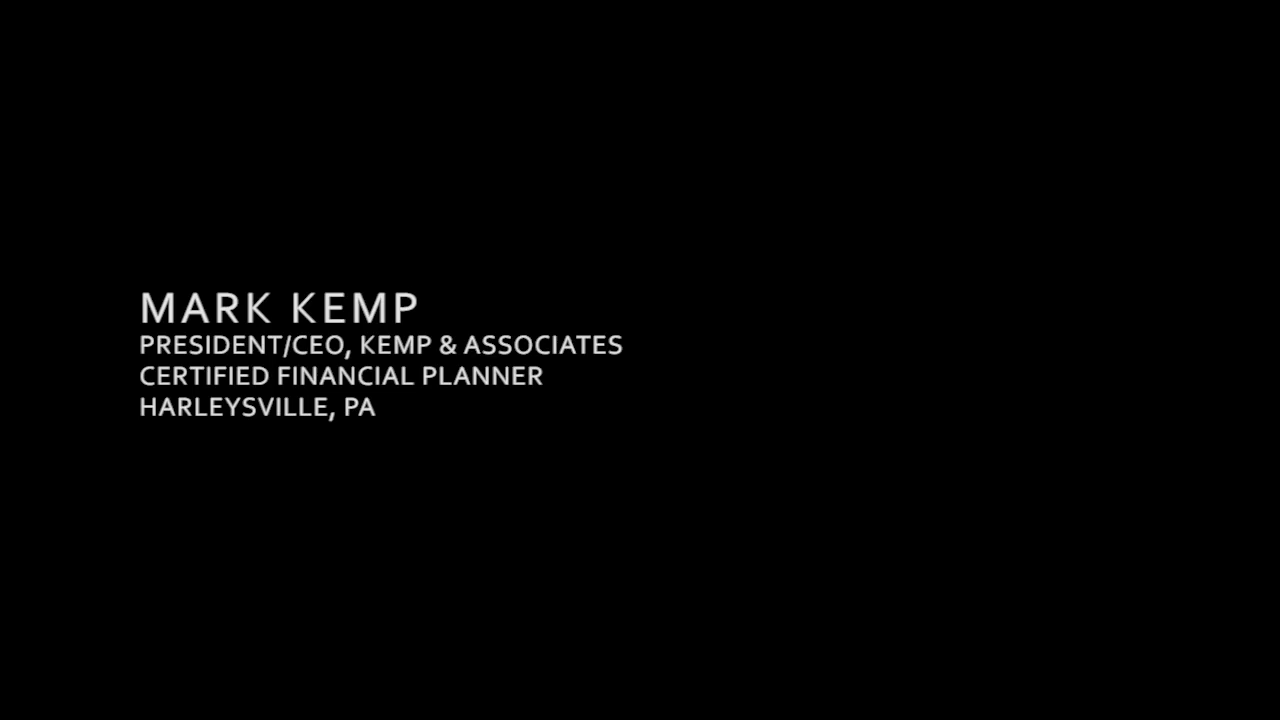 MARK KEMP
PRESIDENT/CEO, KEMP & ASSOCIATES
CERTIFIED FINANCIAL PLANNER
HARLEYSVILLE, PA